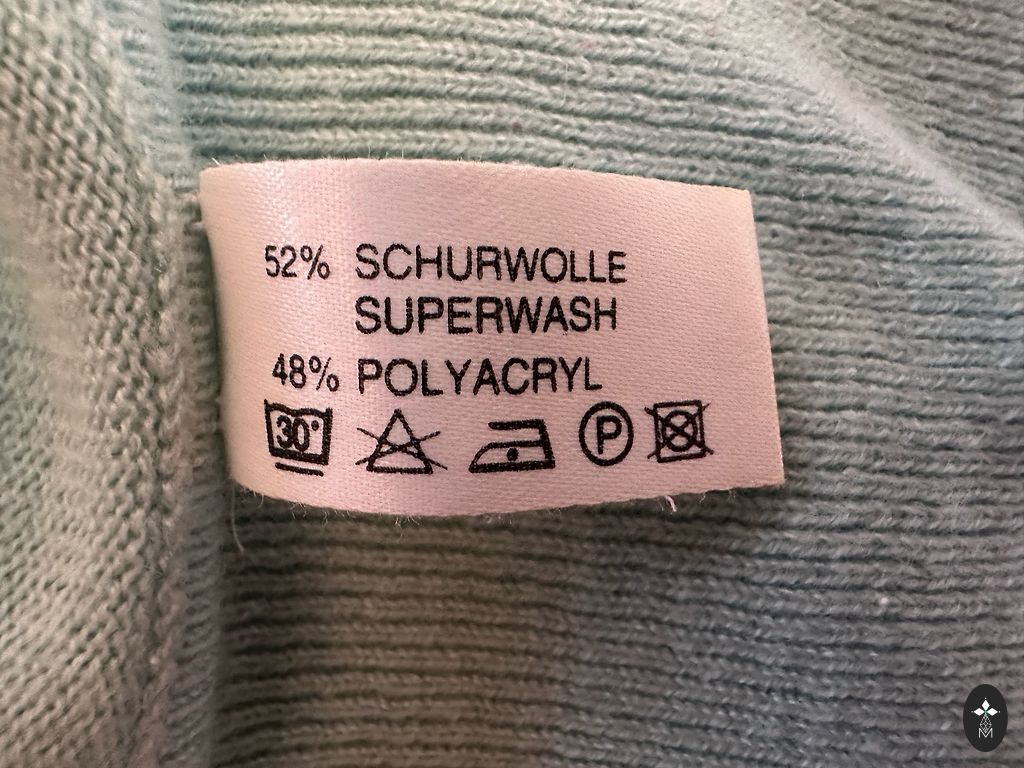 52% SCHURWOLLE
SUPERWASH
48% POLYACRYL
30° P
M